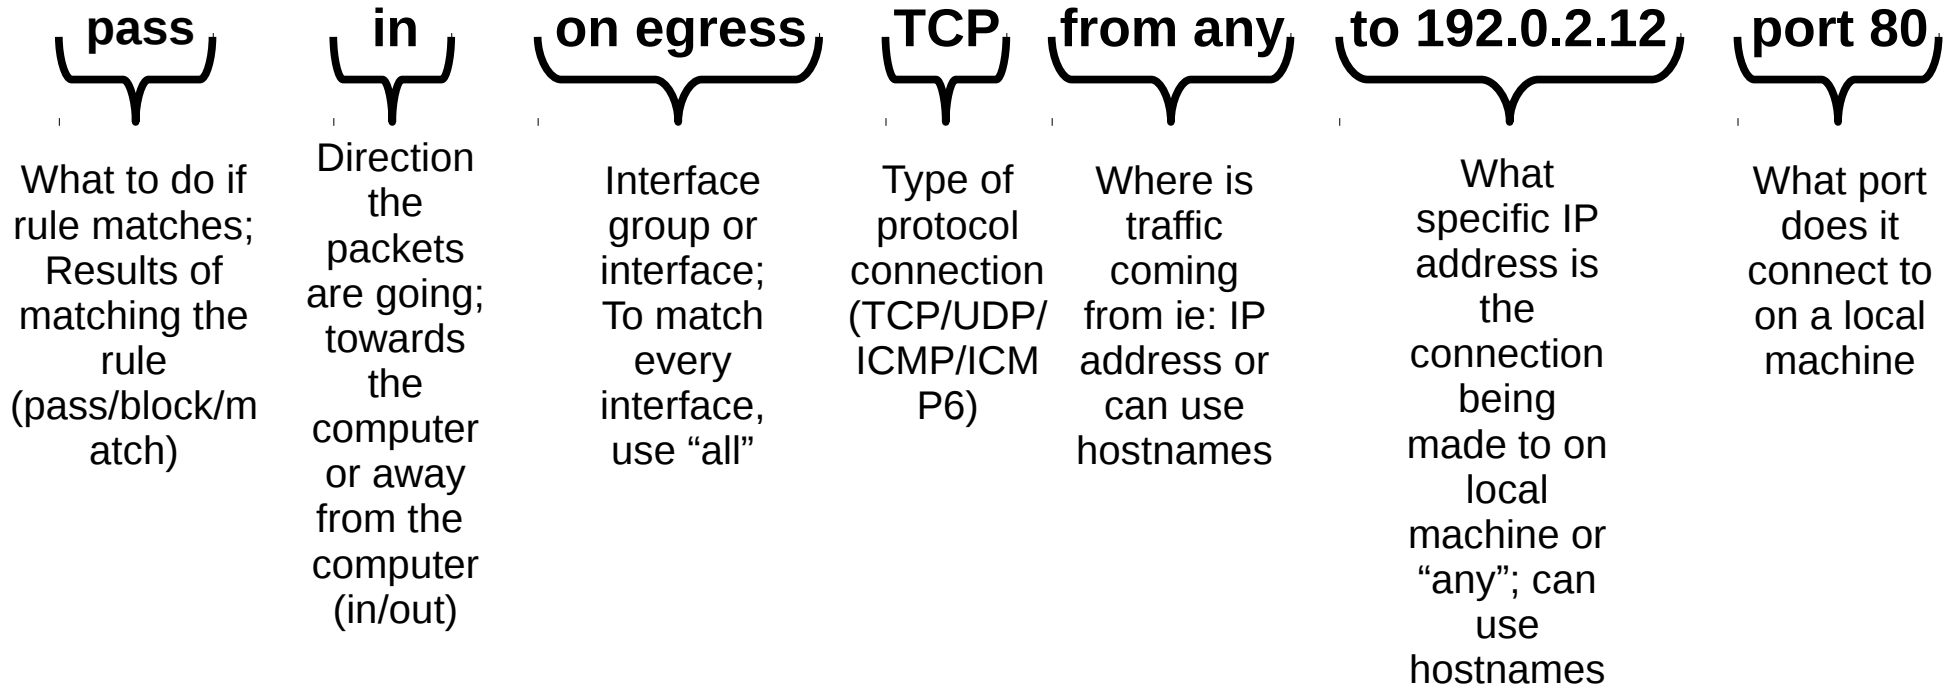 pass in on egress TCP from any to 192.0.2.12 port 80
What to do if
rule matches;
Results of
matching the
rule
(pass/block/m
atch)
Direction
the
packets
are going;
towards
the
computer
or away
from the
computer
(in/out)
Interface
group or
interface;
To match
every
interface,
use “all”
Type of
protocol
connection
(TCP/UDP/
ICMP/ICM
P6)
Where is
traffic
coming
from ie: IP
address or
can use
hostnames
What
specific IP
address is
the
connection
being
made to on
local
machine or
“any”; can
use
hostnames
What port
does it
connect to
on a local
machine